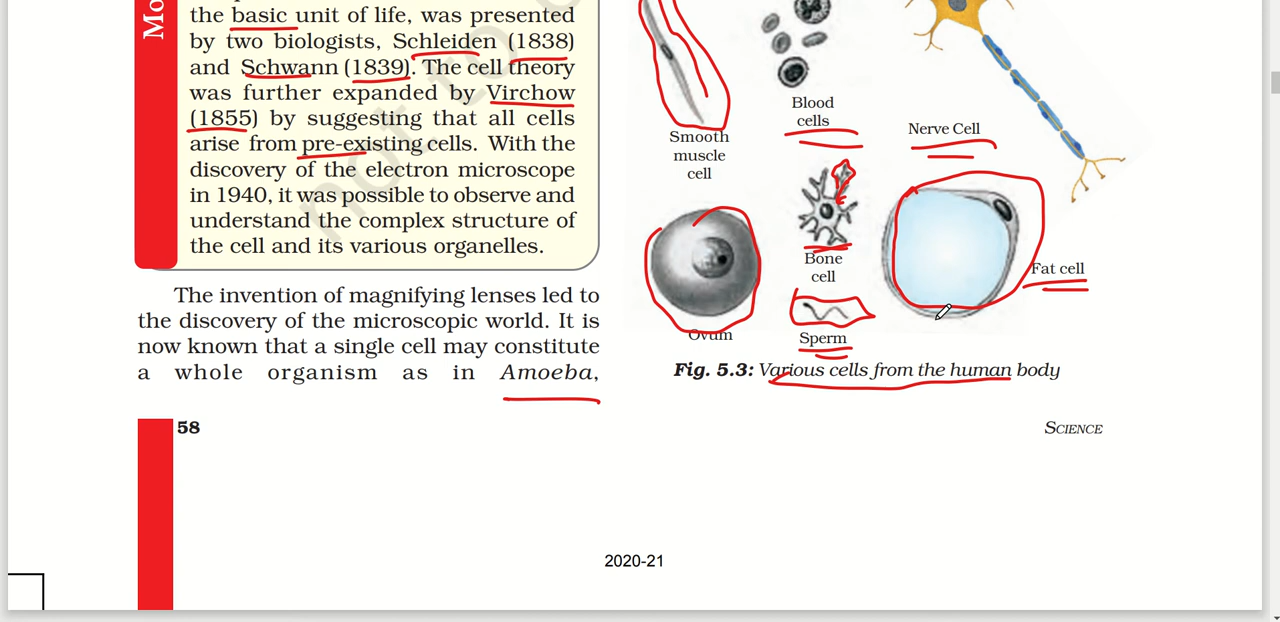 Mo
the basic unit of life, was presented
by two biologists, Schleiden (1838)
and Schwann (1839). The cell theory
was further expanded by Virchow
(1855) by suggesting that all cells
arise from pre-existing cells. With the
discovery of the electron microscope
in 1940, it was possible to observe and
understand the complex structure of
the cell and its various organelles.
The invention of magnifying lenses led to
the discovery of the microscopic world. It is
now known that a single cell may constitute
a whole organism as in Amoeba,
Smooth
muscle
cell
Blood
cells
Nerve Cell
Ovum
Bone
cell
Sperm
Fat cell
Fig. 5.3: Various cells from the human body
58
SCIENCE
2020-21